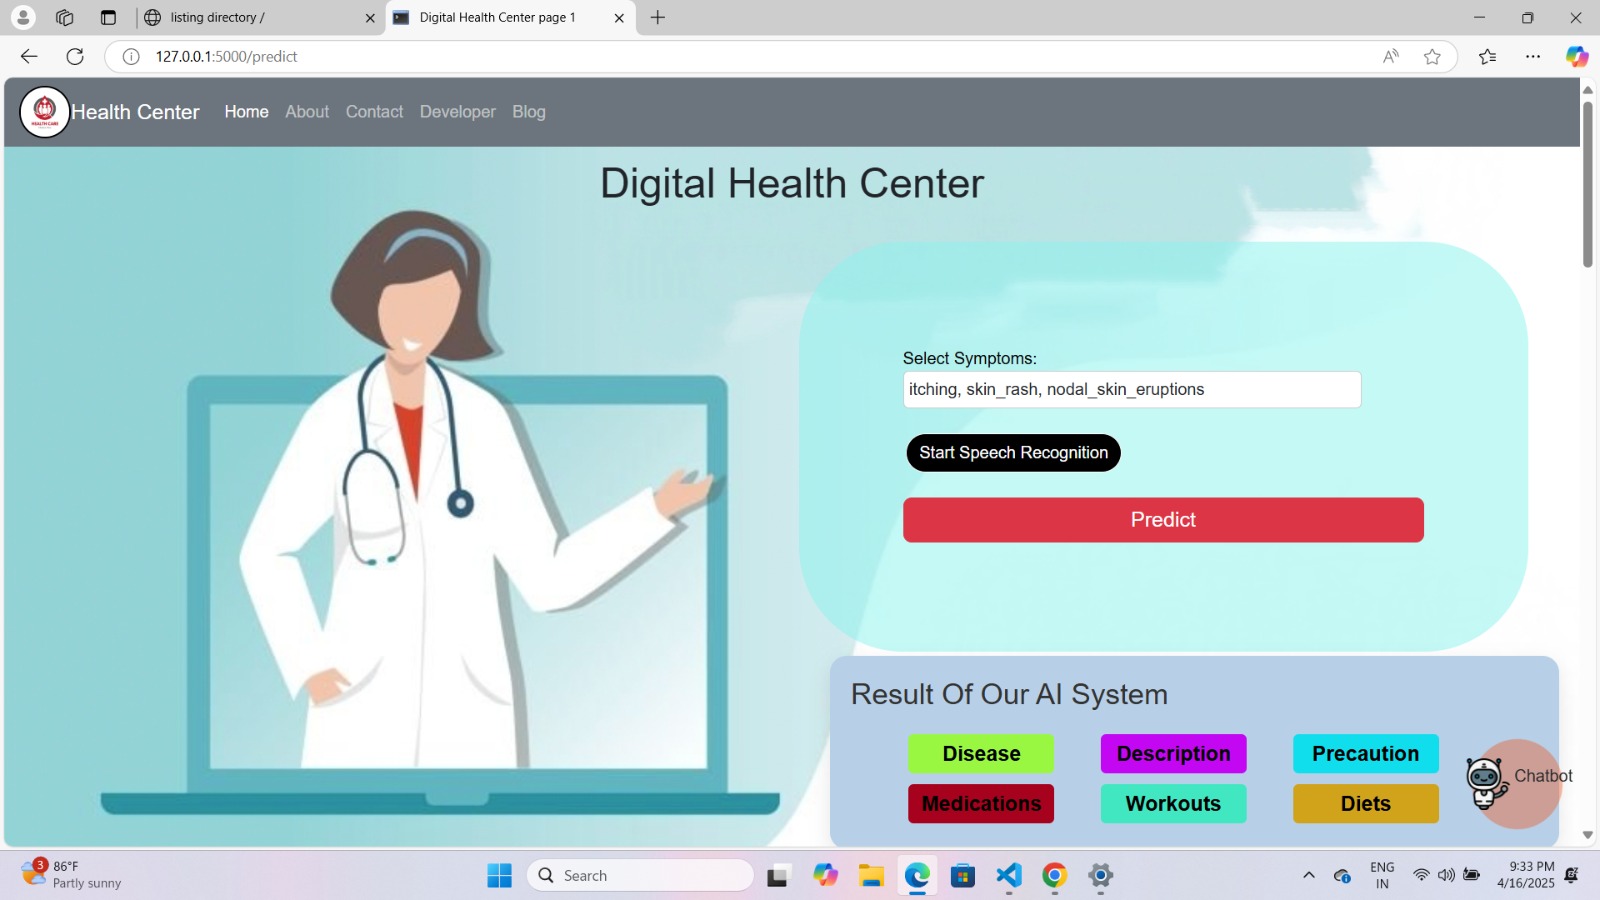 listing directory /
Digital Health Center page 1
127.0.0.1:5000/predict
HEALTH CARE
Health Center
Home
About
Contact
Developer
Blog
Digital Health Center
Select Symptoms:
itching, skin_rash, nodal_skin_eruptions
Start Speech Recognition
Predict
Result Of Our AI System
Disease
Description
Precaution
Medications
Workouts
Diets
Chatbot
3
86°F
Partly sunny
Search
ENG
IN
9:33 PM
4/16/2025